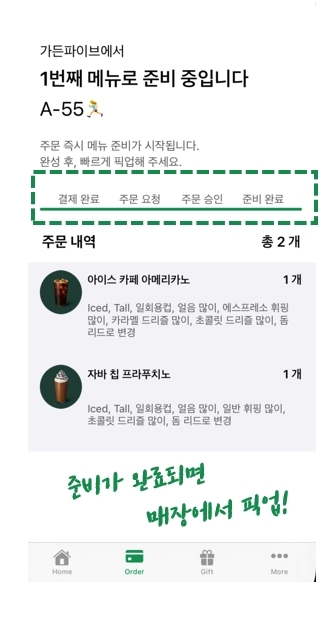 가든파이브에서
1번째 메뉴로 준비 중입니다
A-55
주문 즉시 메뉴 준비가 시작됩니다.
완성 후, 빠르게 픽업해 주세요.
결제 완료 주문 요청 주문 승인 준비 완료
주문 내역 총 2 개
아이스 카페 아메리카노 1 개
Iced, Tall, 일회용컵, 얼음 많이, 에스프레소 휘핑
많이, 카라멜 드리즐 많이, 초콜릿 드리즐 많이, 돔
리드로 변경
자바 칩 프라푸치노 1 개
Iced, Tall, 일회용컵, 얼음 많이, 일반 휘핑 많이,
초콜릿 드리즐 많이, 돔 리드로 변경
준비가 완료되면
매장에서 픽업!
Home Order Gift More